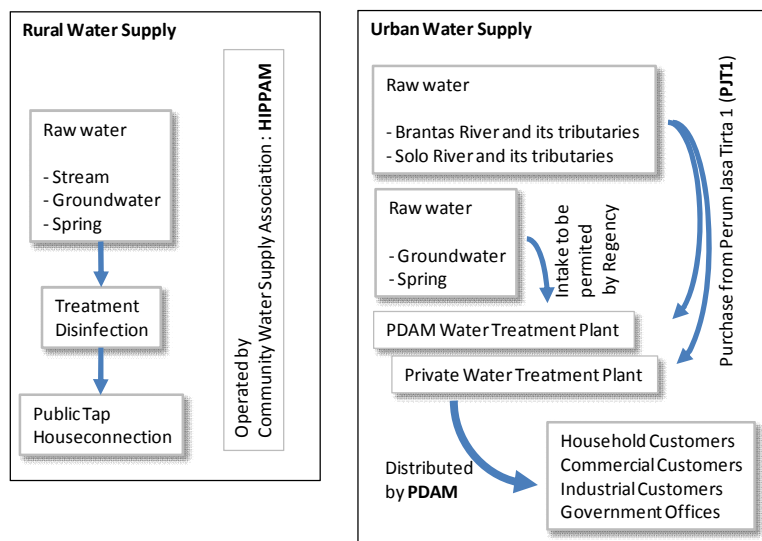 Rural Water Supply
Raw water
- Stream
- Groundwater
- Spring
Treatment
Disinfection
Public Tap
Houseconnection
Operated by
Community Water Supply Association : HIPPAM
Urban Water Supply
Raw water
- Brantas River and its tributaries
- Solo River and its tributaries
Raw water
- Groundwater
- Spring
Intake to be
permited
by Regency
Purchase from Perum Jasa Tirta 1 (PJT1)
PDAM Water Treatment Plant
Private Water Treatment Plant
Distributed
by PDAM
Household Customers
Commercial Customers
Industrial Customers
Government Offices